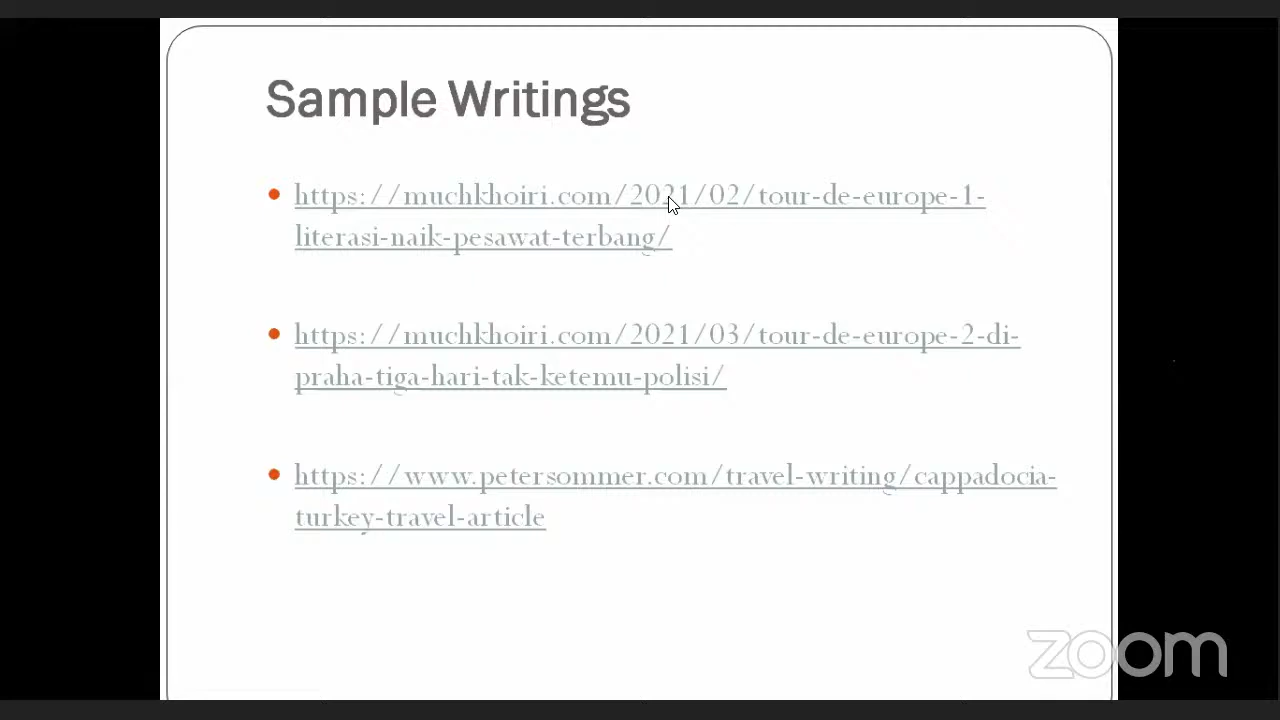 Sample Writings
https://muchkhoiri.com/2021/02/tour-de-europe-1-
literasi-naik-pesawat-terbang/
https://muchkhoiri.com/2021/03/tour-de-europe-2-di-
praha-tiga-hari-tak-ketemu-polisi/
https://www.petersommer.com/travel-writing/cappadocia-
turkey-travel-article
zoom